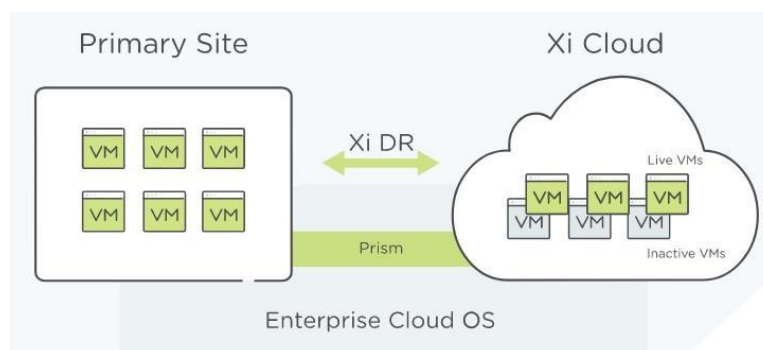 Primary Site
Xi Cloud
VM VM VM
VM VM VM
Xi DR
Live VMs
VM VM VM
VM VM VM
Inactive VMs
Prism
Enterprise Cloud OS